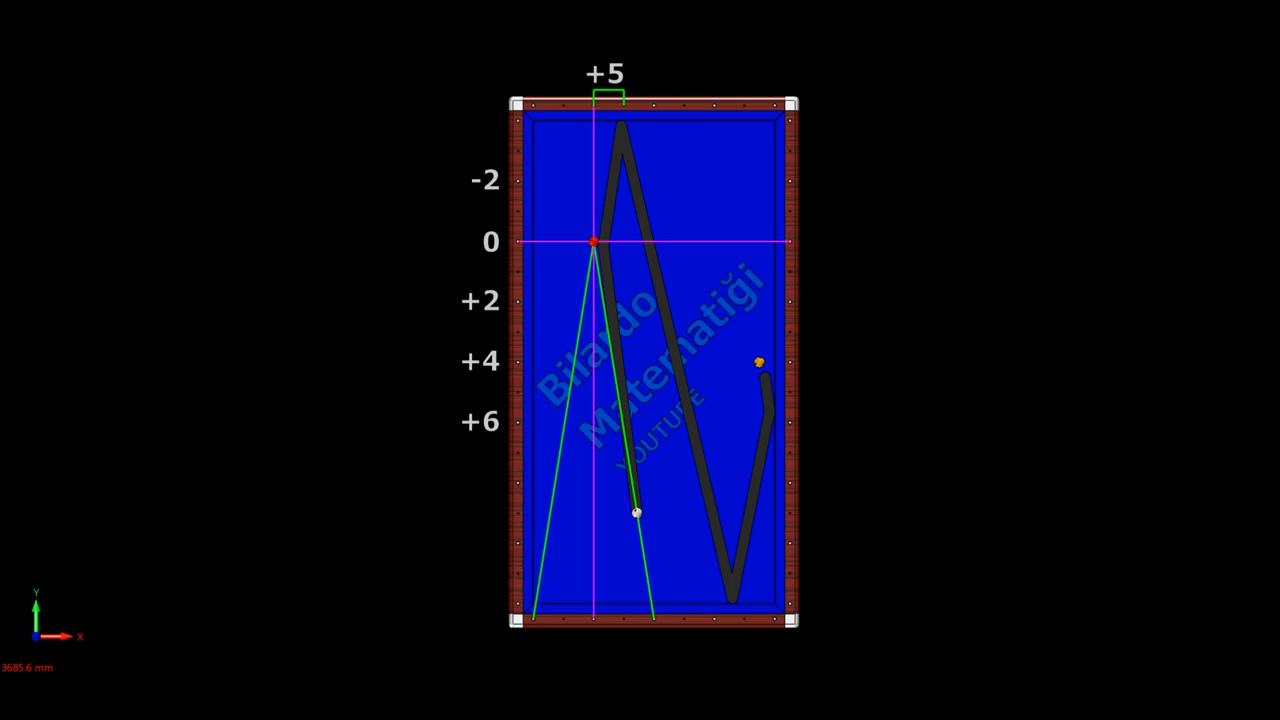 +5
-2
0
+2
+4
+6
Bilardo
Matematiği
YOUTUBE
Y
X
3685.6 mm